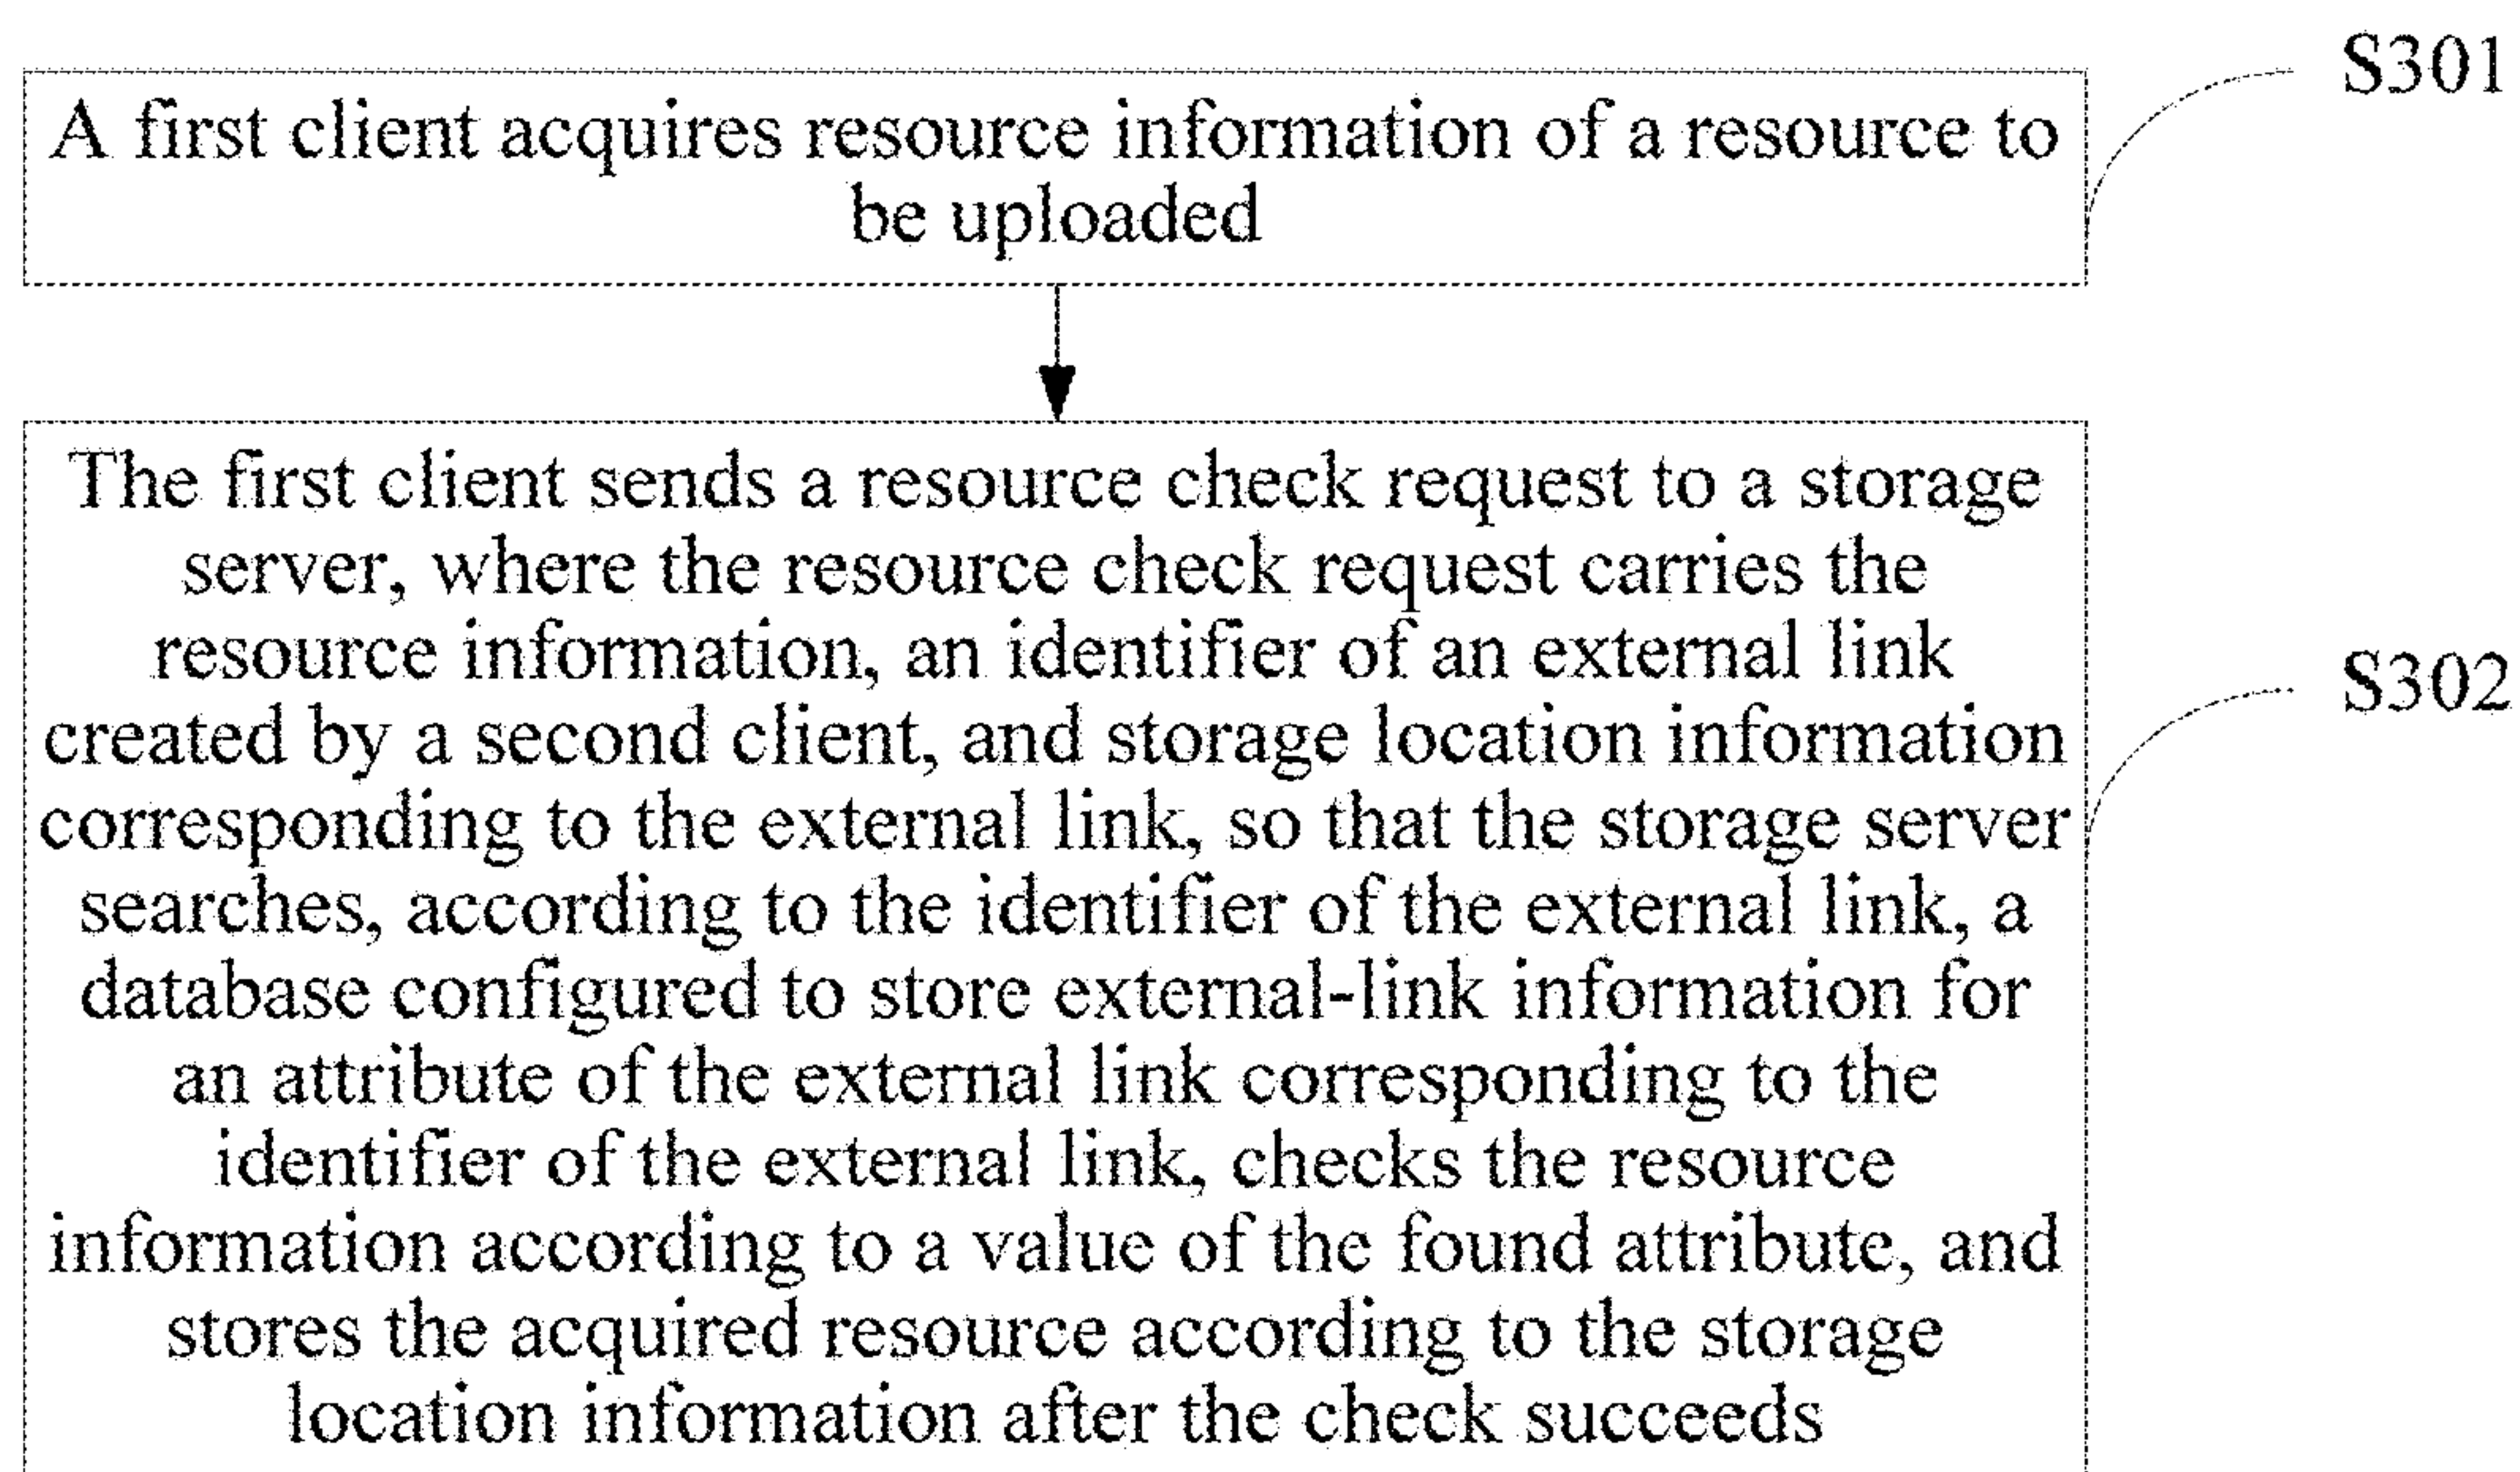 S301
A first client acquires resource information of a resource to
be uploaded
The first client sends a resource check request to a storage
server, where the resource check request carries the
resource information, an identifier of an external link
S302
created by a second client, and storage location information
corresponding to the external link, so that the storage server
searches, according to the identifier of the external link, a
database configured to store external-link information for
an attribute of the external link corresponding to the
identifier of the external link, checks the resource
information according to a value of the found attribute, and
stores the acquired resource according to the storage
location information after the check succeeds